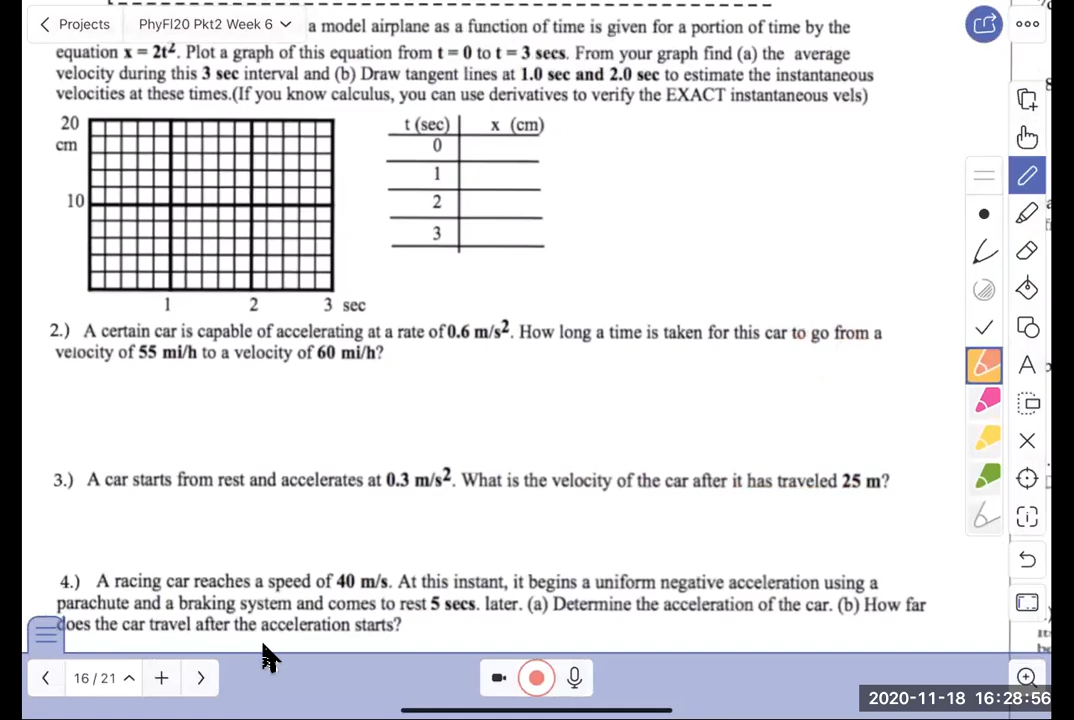 Projects PhyFl20 Pkt2 Week 6 a model airplane as a function of time is given for a portion of time by the
equation x = 2t². Plot a graph of this equation from t = 0 to t = 3 secs. From your graph find (a) the average
velocity during this 3 sec interval and (b) Draw tangent lines at 1.0 sec and 2.0 sec to estimate the instantaneous
velocities at these times.(If you know calculus, you can use derivatives to verify the EXACT instantaneous vels)
20
cm
10
1 2 3 sec
t (sec) x (cm)
0
1
2
3
2.) A certain car is capable of accelerating at a rate of 0.6 m/s². How long a time is taken for this car to go from a
velocity of 55 mi/h to a velocity of 60 mi/h?
3.) A car starts from rest and accelerates at 0.3 m/s². What is the velocity of the car after it has traveled 25 m?
4.) A racing car reaches a speed of 40 m/s. At this instant, it begins a uniform negative acceleration using a
parachute and a braking system and comes to rest 5 secs. later. (a) Determine the acceleration of the car. (b) How far
does the car travel after the acceleration starts?
16 / 21
2020-11-18 16:28:56